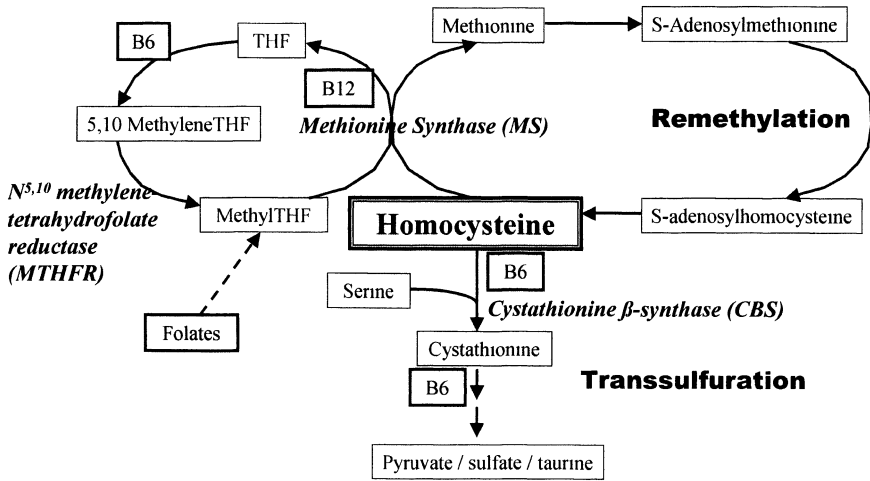 Methionine
S-Adenosylmethionine
B6
THF
B12
5,10 MethyleneTHF
Methionine Synthase (MS)
Remethylation
N5,10 methylene-
tetrahydrofolate
reductase
(MTHFR)
MethylTHF
Homocysteine
S-adenosylhomocysteine
B6
Serine
Cystathionine ß-synthase (CBS)
Folates
Cystathionine
B6
Transsulfuration
Pyruvate / sulfate / taurine